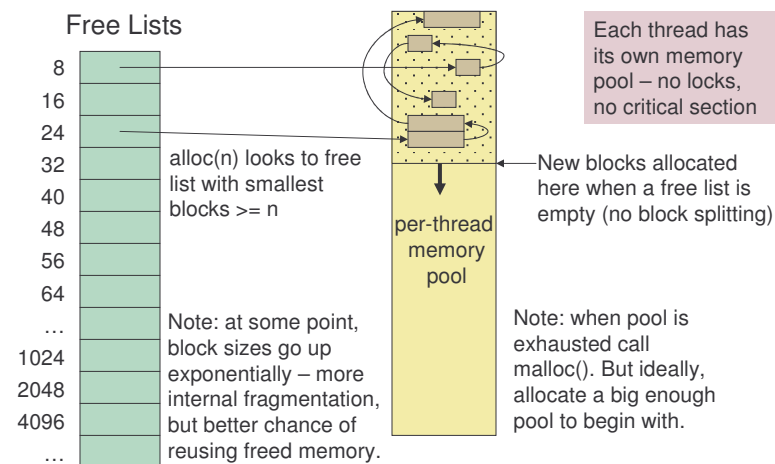 Free Lists
8
16
24
32
40
48
56
64
…
1024
2048
4096
…
alloc(n) looks to free
list with smallest
blocks >= n
Note: at some point,
block sizes go up
exponentially – more
internal fragmentation,
but better chance of
reusing freed memory.
per-thread
memory
pool
Each thread has
its own memory
pool – no locks,
no critical section
New blocks allocated
here when a free list is
empty (no block splitting)
Note: when pool is
exhausted call
malloc(). But ideally,
allocate a big enough
pool to begin with.